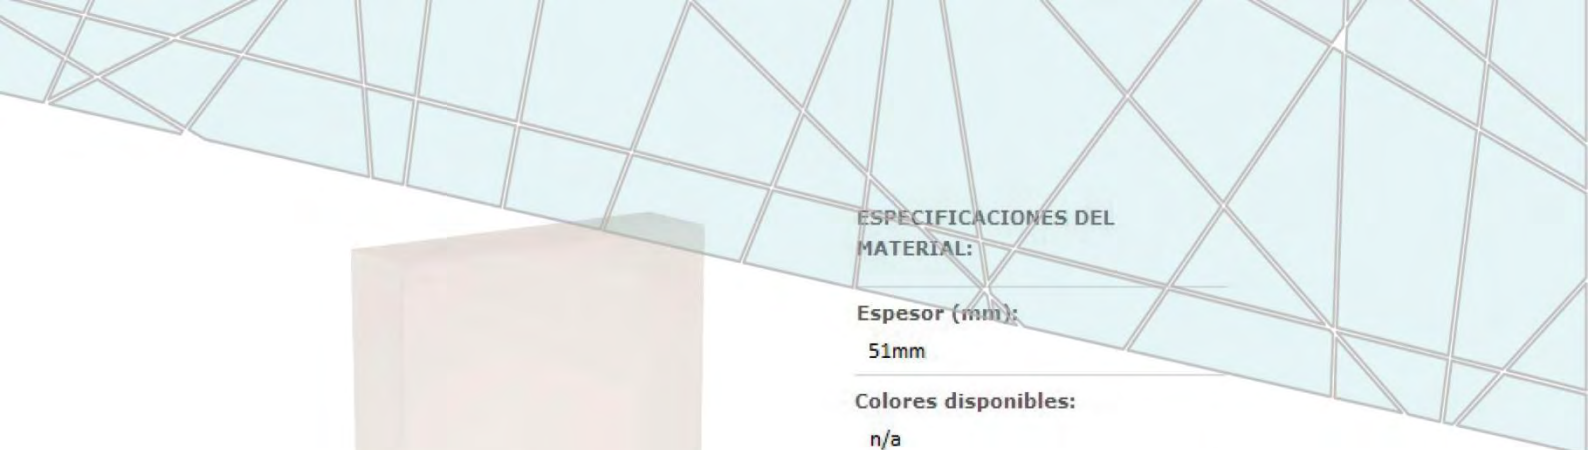 ESPECIFICACIONES DEL
MATERIAL:
Espesor (mm):
51mm
Colores disponibles:
n/a